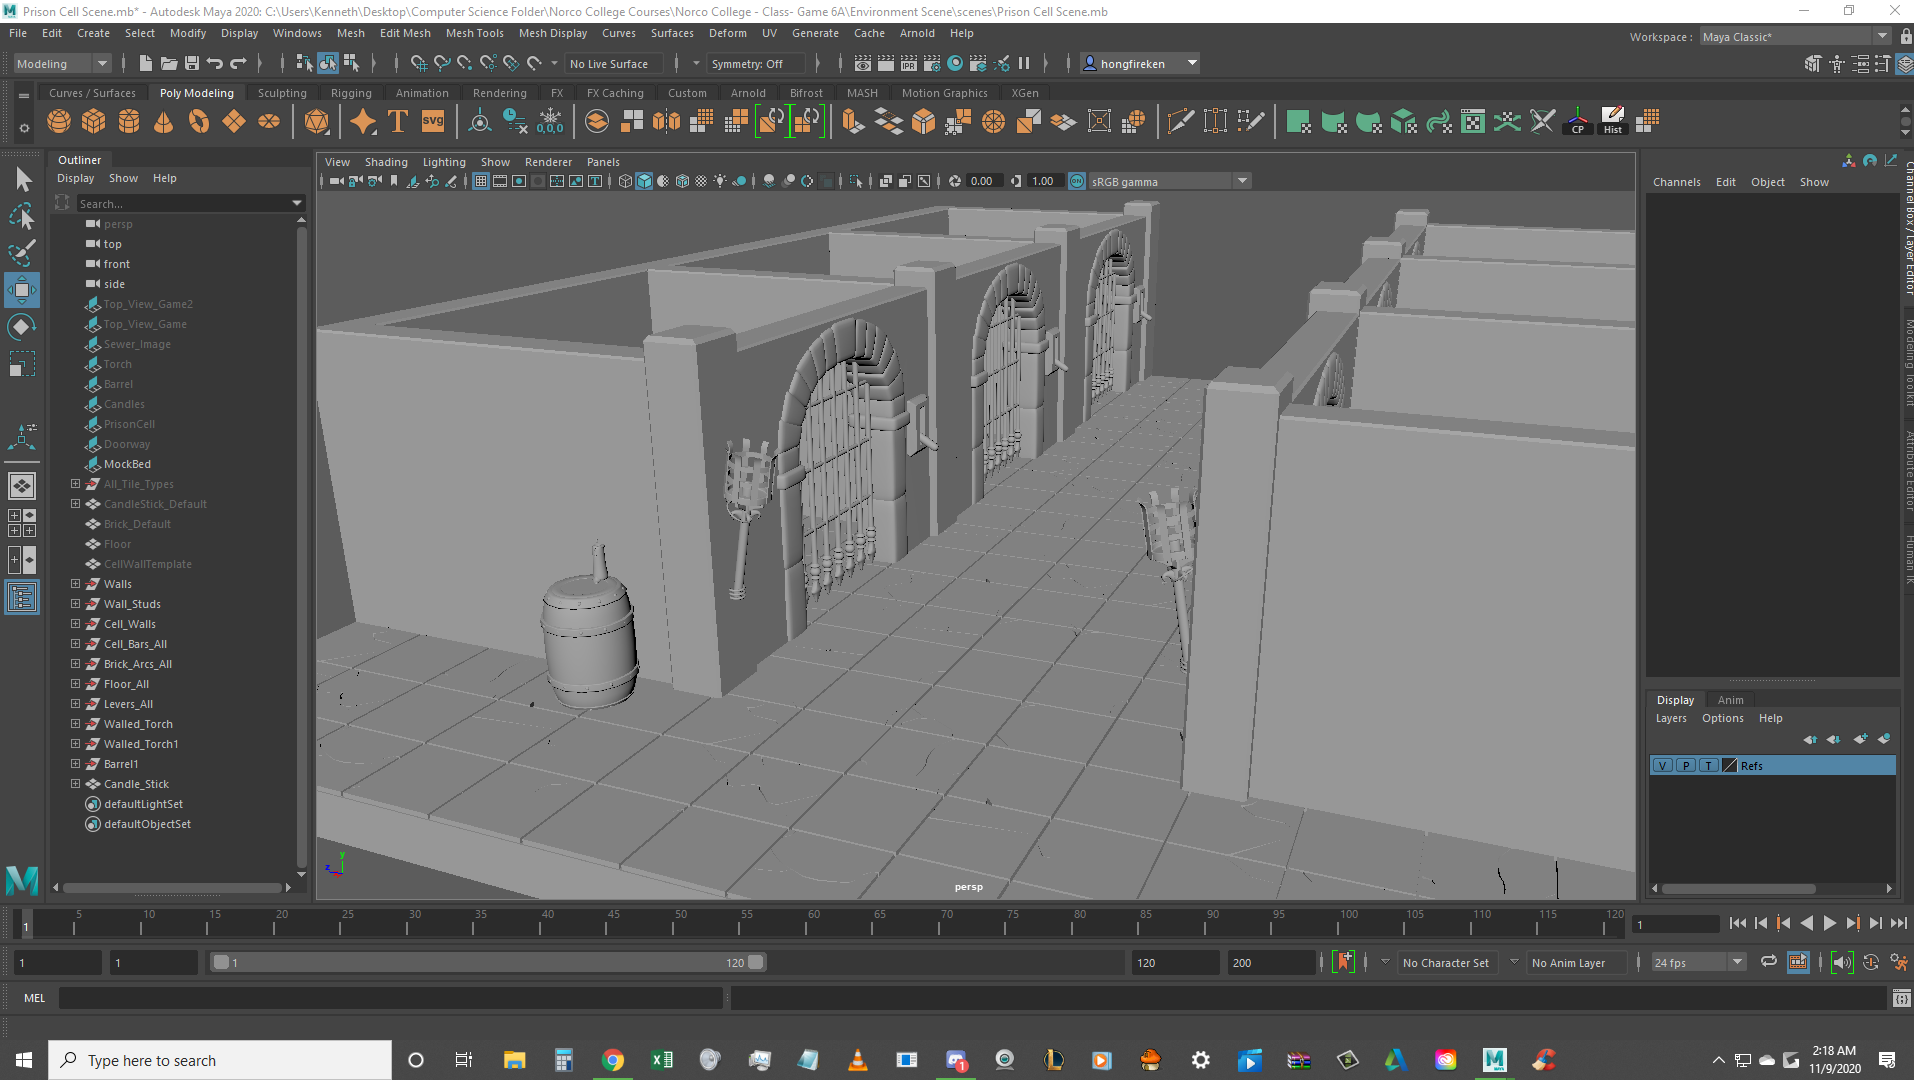 Prison Cell Scene.mb* - Autodesk Maya 2020: C:\Users\Kenneth\Desktop\Computer Science Folder\Norco College Courses\Norco College - Class- Game 6A\Environment Scene\scenes\Prison Cell Scene.mb
File Edit Create Select Modify Display Windows Mesh Edit Mesh Mesh Tools Mesh Display Curves Surfaces Deform UV Generate Cache Arnold Help
Workspace : Maya Classic*
Modeling No Live Surface Symmetry: Off IPR hongfireken
Curves / Surfaces Poly Modeling Sculpting Rigging Animation Rendering FX FX Caching Custom Arnold Bifrost MASH Motion Graphics XGen
T svg 0,0,0 CP Hist
Outliner
Display Show Help
Search...
persp
top
front
side
Top_View_Game2
Top_View_Game
Sewer_Image
Torch
Barrel
Candles
PrisonCell
Doorway
MockBed
All_Tile_Types
CandleStick_Default
Brick_Default
Floor
CellWallTemplate
Walls
Wall_Studs
Cell_Walls
Cell_Bars_All
Brick_Arcs_All
Floor_All
Levers_All
Walled_Torch
Walled_Torch1
Barrel1
Candle_Stick
defaultLightSet
defaultObjectSet
View Shading Lighting Show Renderer Panels
0.00 1.00 ON sRGB gamma
y
z
persp
Channels Edit Object Show
Channel Box / Layer Editor
Modeling Toolkit
Attribute Editor
Human IK
Display Anim
Layers Options Help
V P T Refs
1 5 10 15 20 25 30 35 40 45 50 55 60 65 70 75 80 85 90 95 100 105 110 115 120 1
1 1 1 120 120 200 No Character Set No Anim Layer 24 fps
MEL
Type here to search
1
2:18 AM
11/9/2020